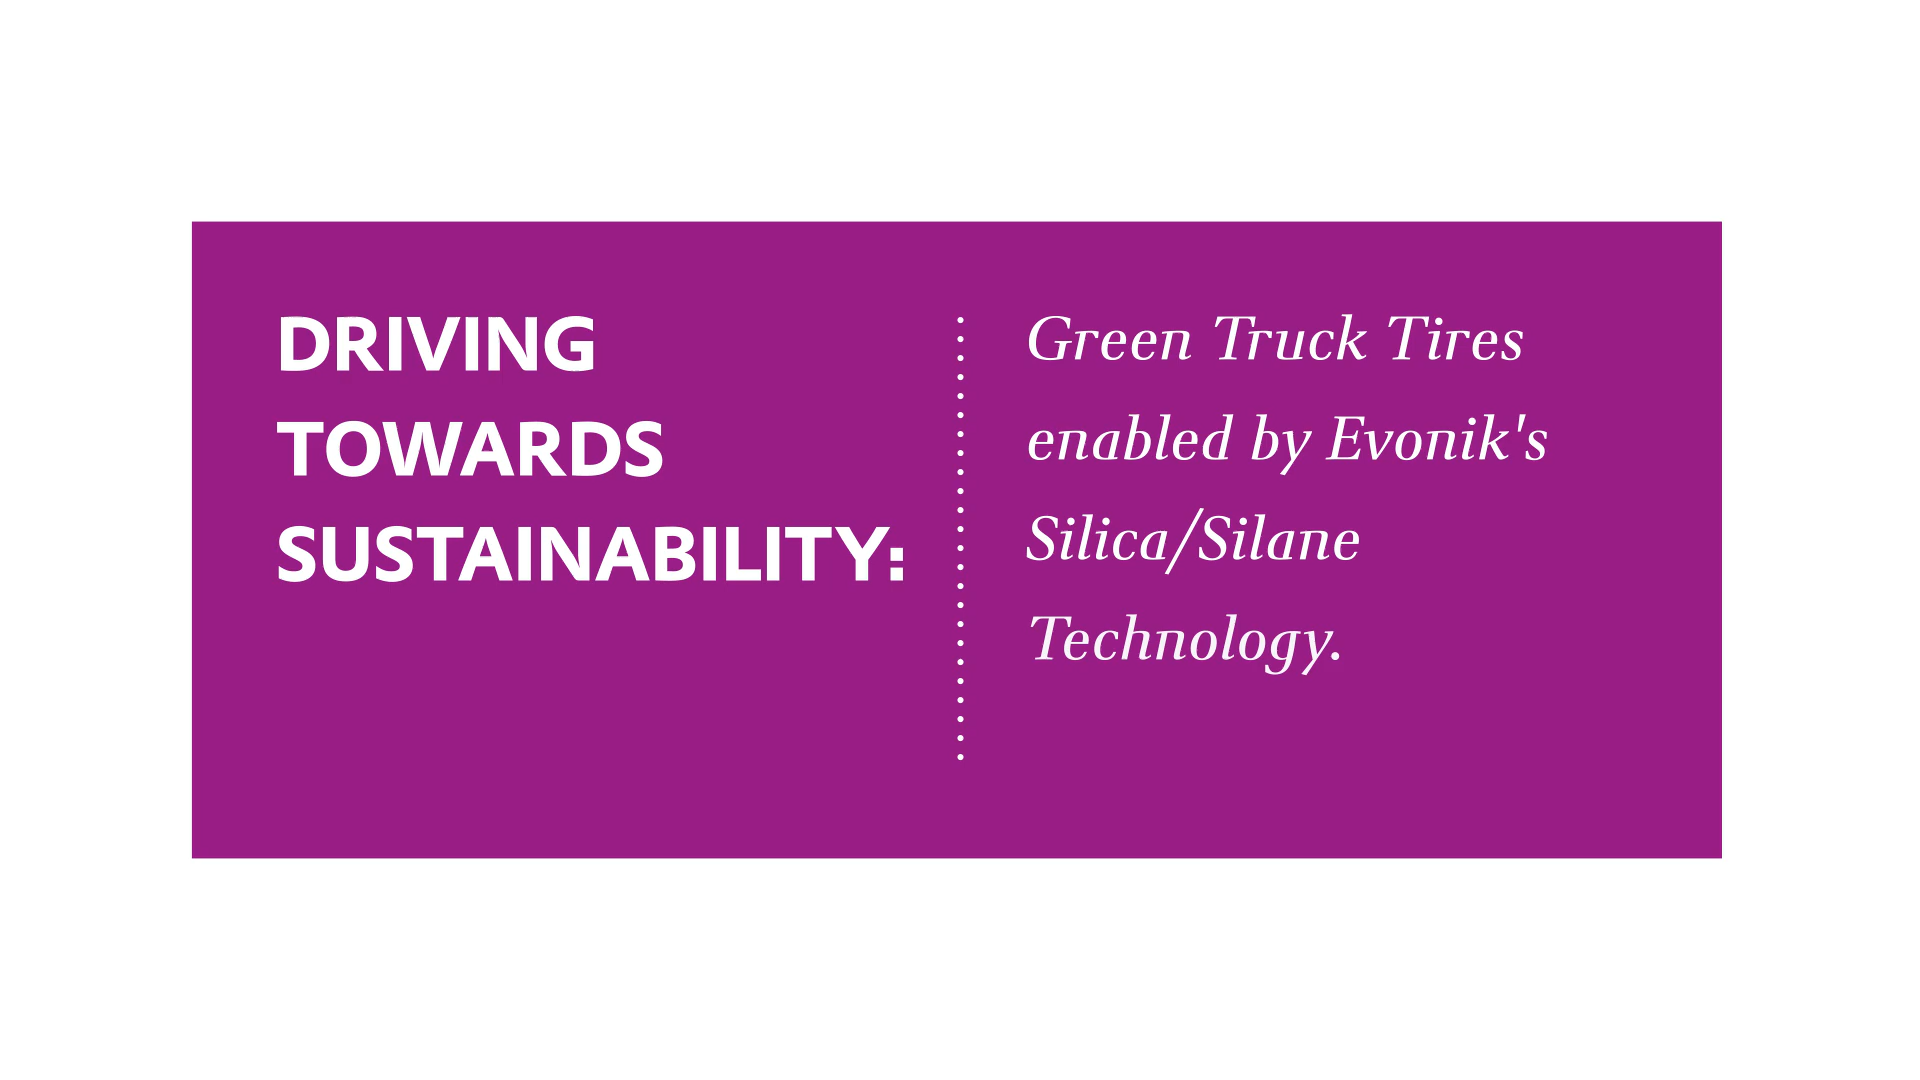 DRIVING
TOWARDS
SUSTAINABILITY:
Green Truck Tires
enabled by Evonik's
Silica/Silane
Technology.